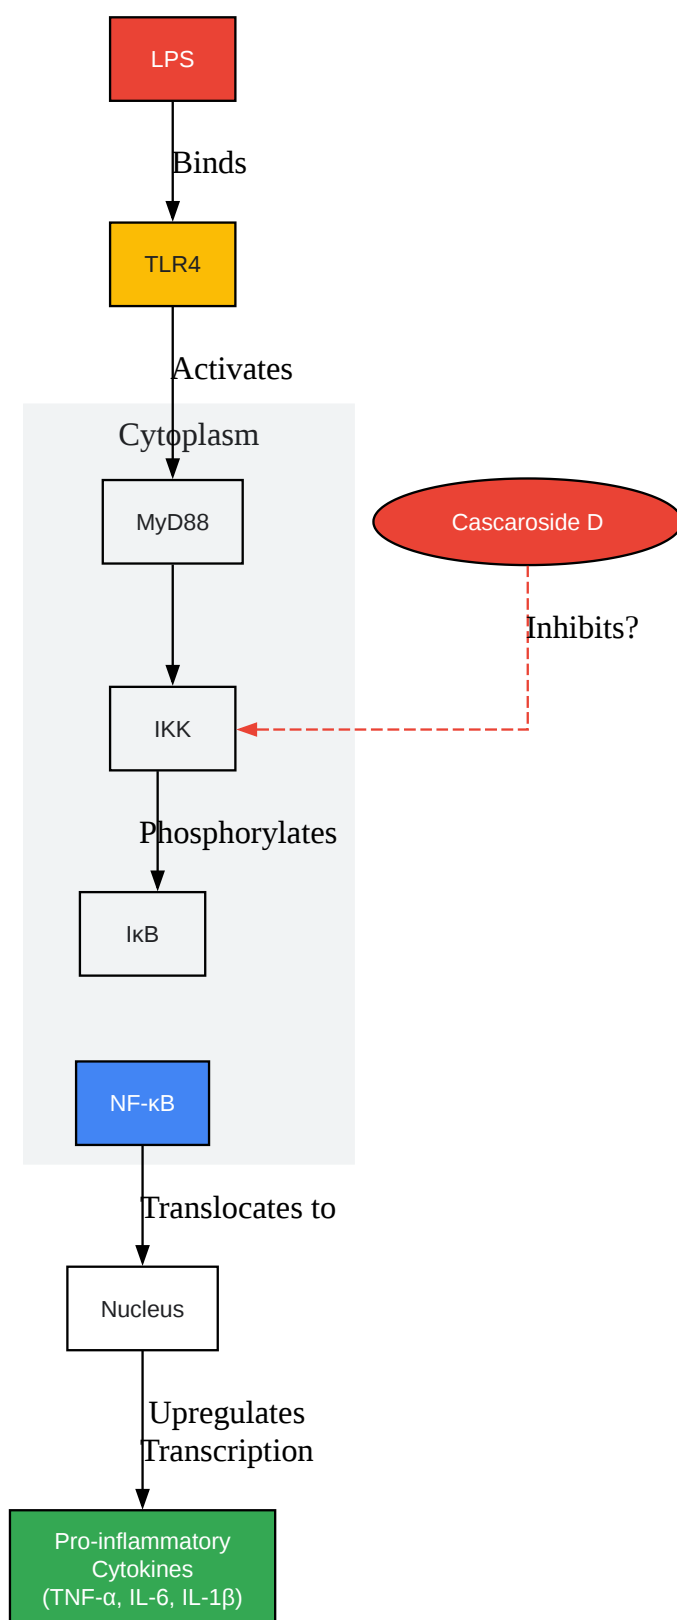 LPS
Binds
TLR4
Activates
Cytoplasm
MyD88
Cascaroside D
Inhibits?
IKK
Phosphorylates
IκB
NF-κB
Translocates to
Nucleus
Upregulates
Transcription
Pro-inflammatory
Cytokines
(TNF-α, IL-6, IL-1β)